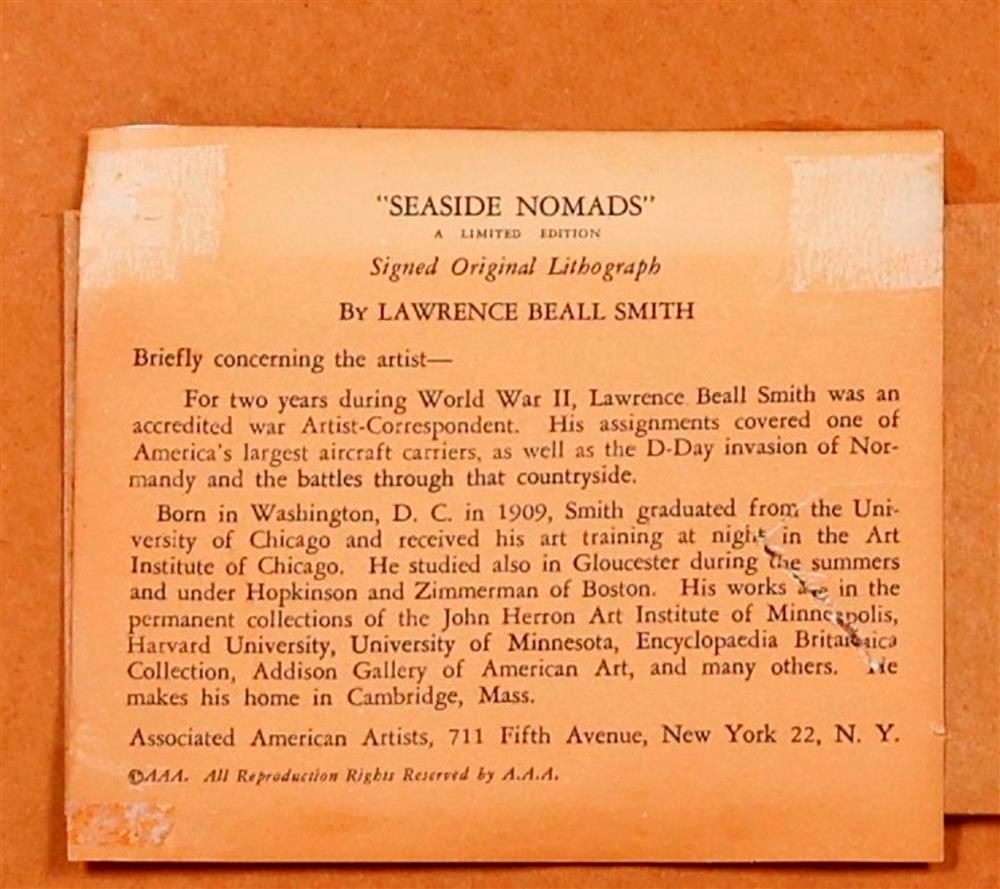 "SEASIDE NOMADS"
A LIMITED EDITION
Signed Original Lithograph
By LAWRENCE BEALL SMITH
Briefly concerning the artist—
For two years during World War II, Lawrence Beall Smith was an
accredited war Artist-Correspondent. His assignments covered one of
America's largest aircraft carriers, as well as the D-Day invasion of Nor-
mandy and the battles through that countryside.
Born in Washington, D. C. in 1909, Smith graduated from the Uni-
versity of Chicago and received his art training at night in the Art
Institute of Chicago. He studied also in Gloucester during the summers
and under Hopkinson and Zimmerman of Boston. His works are in the
permanent collections of the John Herron Art Institute of Minneapolis,
Harvard University, University of Minnesota, Encyclopaedia Britannica
Collection, Addison Gallery of American Art, and many others. He
makes his home in Cambridge, Mass.
Associated American Artists, 711 Fifth Avenue, New York 22, N. Y.
©AAA. All Reproduction Rights Reserved by A.A.A.